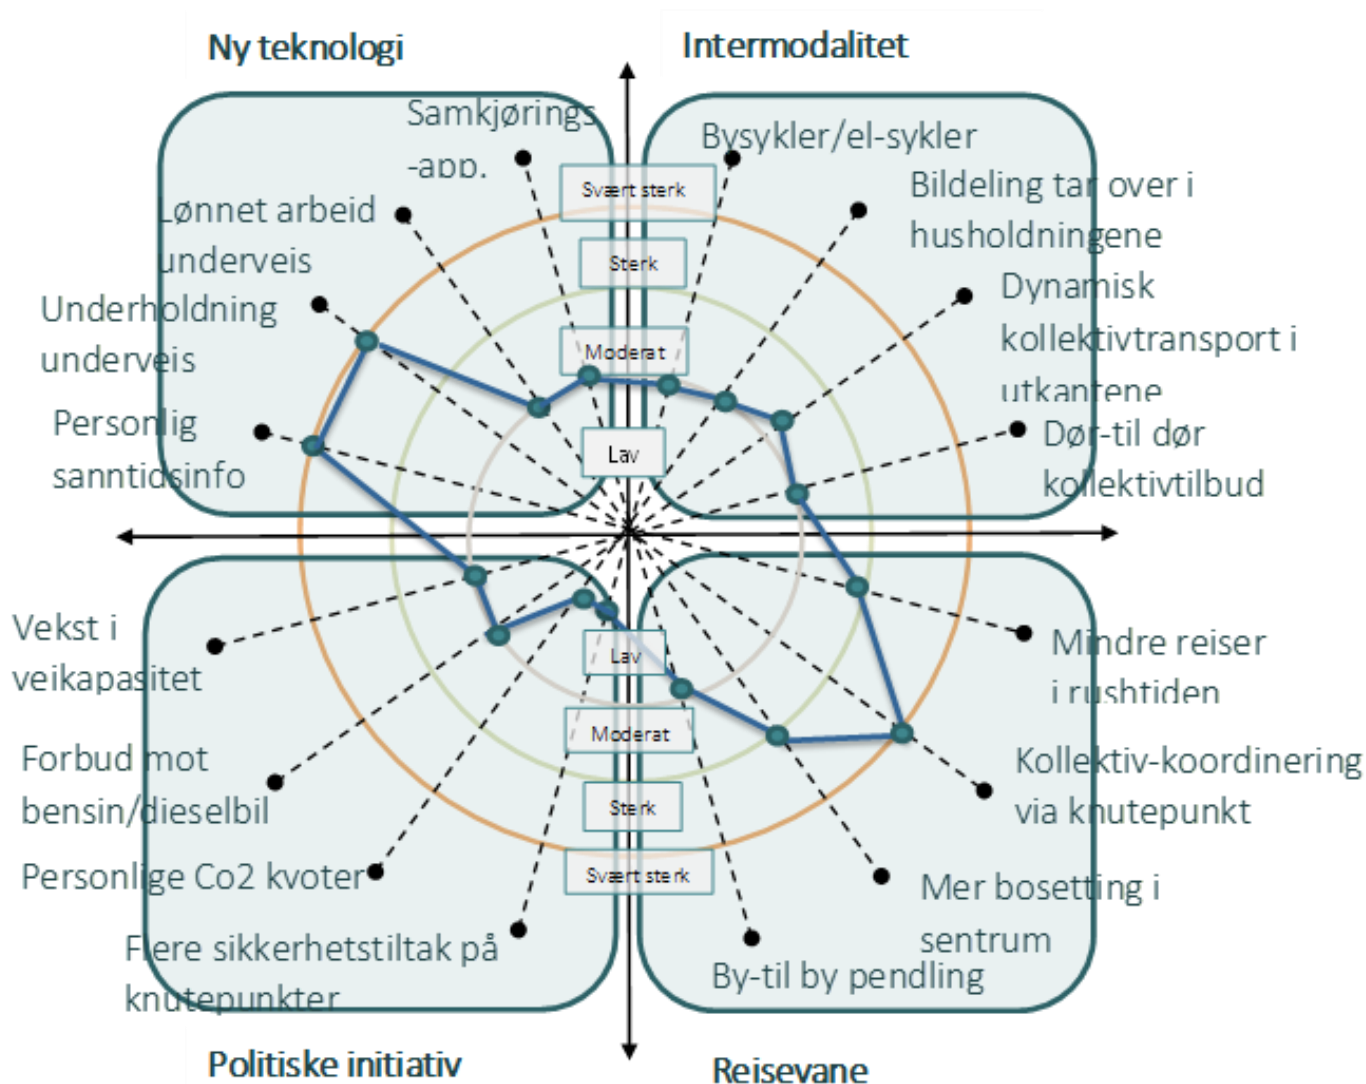 Ny teknologi
Intermodalitet
Samkjørings
-app.
Lønnet arbeid
underveis
Underholdning
underveis
Personlig
sanntidsinfo
Bysykler/el-sykler
Bildeling tar over i
husholdningene
Dynamisk
kollektivtransport i
utkantene
Dør-til dør
kollektivtilbud
Svært sterk
Sterk
Moderat
Lav
Lav
Moderat
Sterk
Svært sterk
Vekst i
veikapasitet
Forbud mot
bensin/dieselbil
Personlige Co2 kvoter
Flere sikkerhetstiltak på
knutepunkter
Mindre reiser
i rushtiden
Kollektiv-koordinering
via knutepunkt
Mer bosetting i
sentrum
By-til by pendling
Politiske initiativ
Reisevane